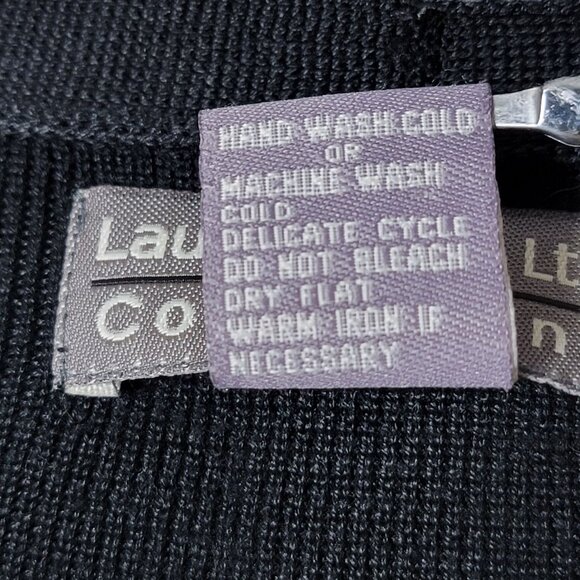 HAND WASH COLD
OR
MACHINE WASH
COLD
DELICATE CYCLE
DO NOT BLEACH
DRY FLAT
WARM IRON IF
NECESSARY